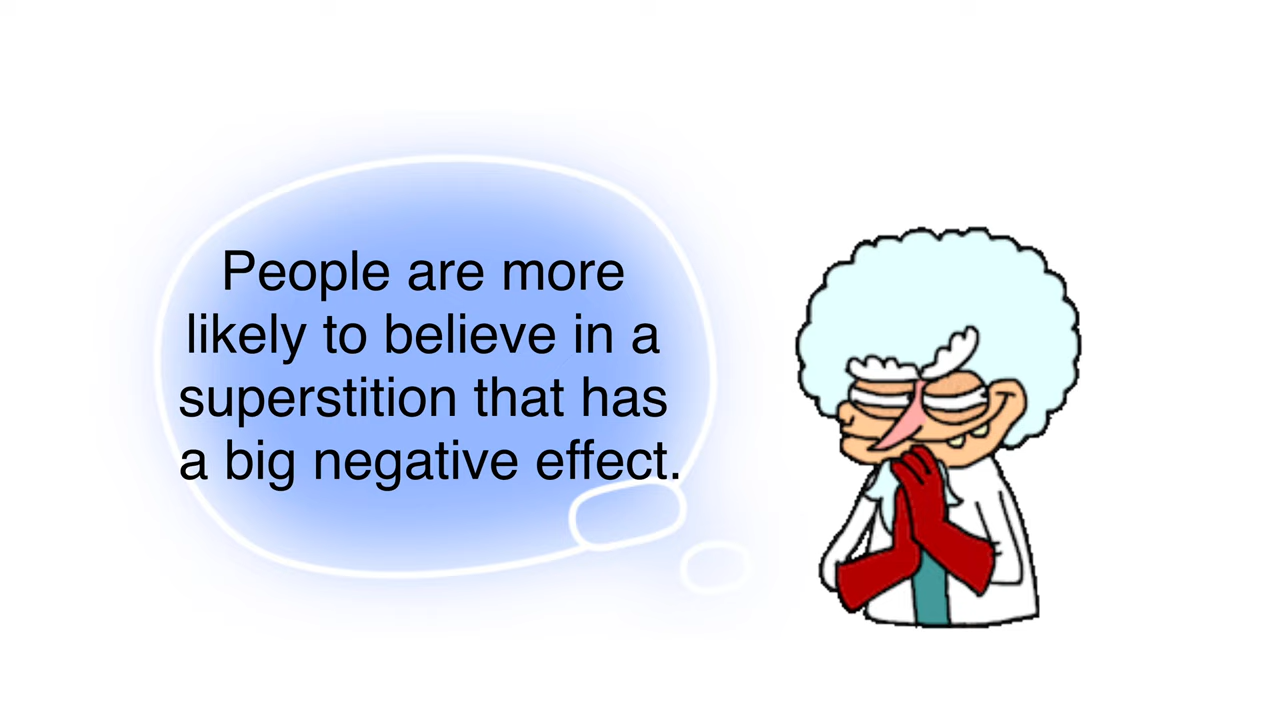 People are more
likely to believe in a
superstition that has
a big negative effect.